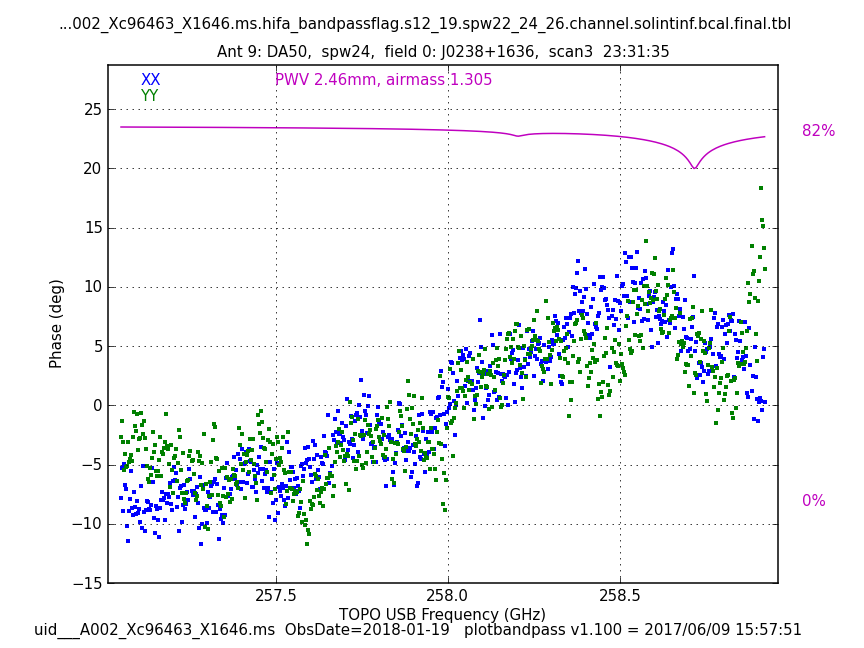 ...002_Xc96463_X1646.ms.hifa_bandpassflag.s12_19.spw22_24_26.channel.solintinf.bcal.final.tbl
Ant 9: DA50,  spw24,  field 0: J0238+1636,  scan3  23:31:35
XX
PWV 2.46mm, airmass 1.305
YY
25
82%
20
15
10
5
0
−5
0%
−10
−15
Phase (deg)
257.5
258.0
258.5
TOPO USB Frequency (GHz)
uid___A002_Xc96463_X1646.ms  ObsDate=2018-01-19   plotbandpass v1.100 = 2017/06/09 15:57:51